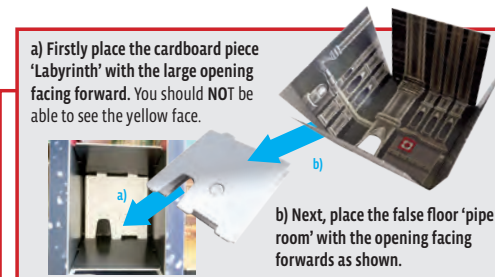 a) Firstly place the cardboard piece
'Labyrinth' with the large opening
facing forward. You should NOT be
able to see the yellow face.
b)
a)
b) Next, place the false floor 'pipe
room' with the opening facing
forwards as shown.